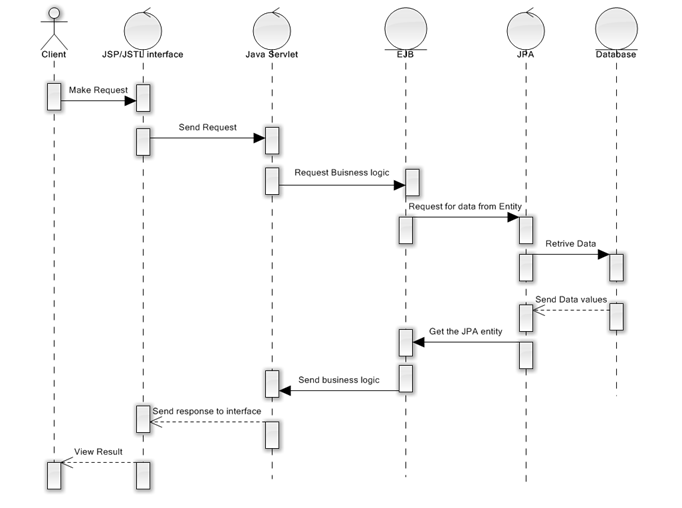 Client
JSP/JSTL interface
Java Servlet
EJB
JPA
Database
Make Request
Send Request
Request Buisness logic
Request for data from Entity
Retrive Data
Send Data values
Get the JPA entity
Send business logic
Send response to interface
View Result